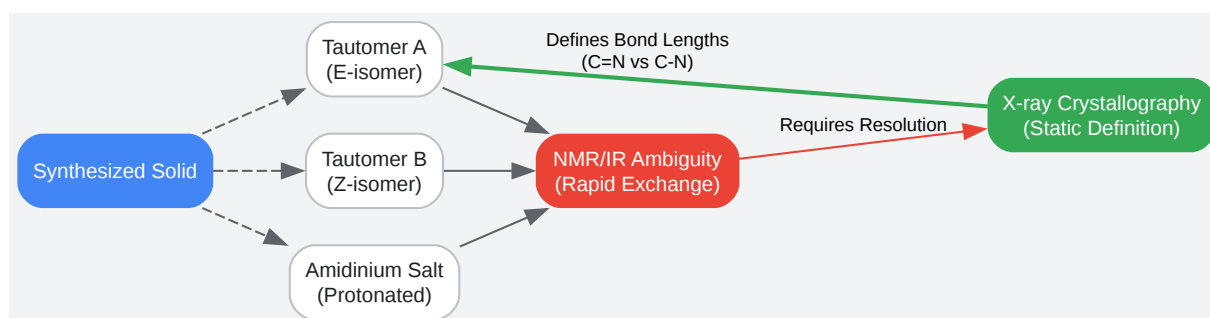 Synthesized Solid
Tautomer A
(E-isomer)
Tautomer B
(Z-isomer)
Amidinium Salt
(Protonated)
NMR/IR Ambiguity
(Rapid Exchange)
Defines Bond Lengths
(C=N vs C-N)
Requires Resolution
X-ray Crystallography
(Static Definition)